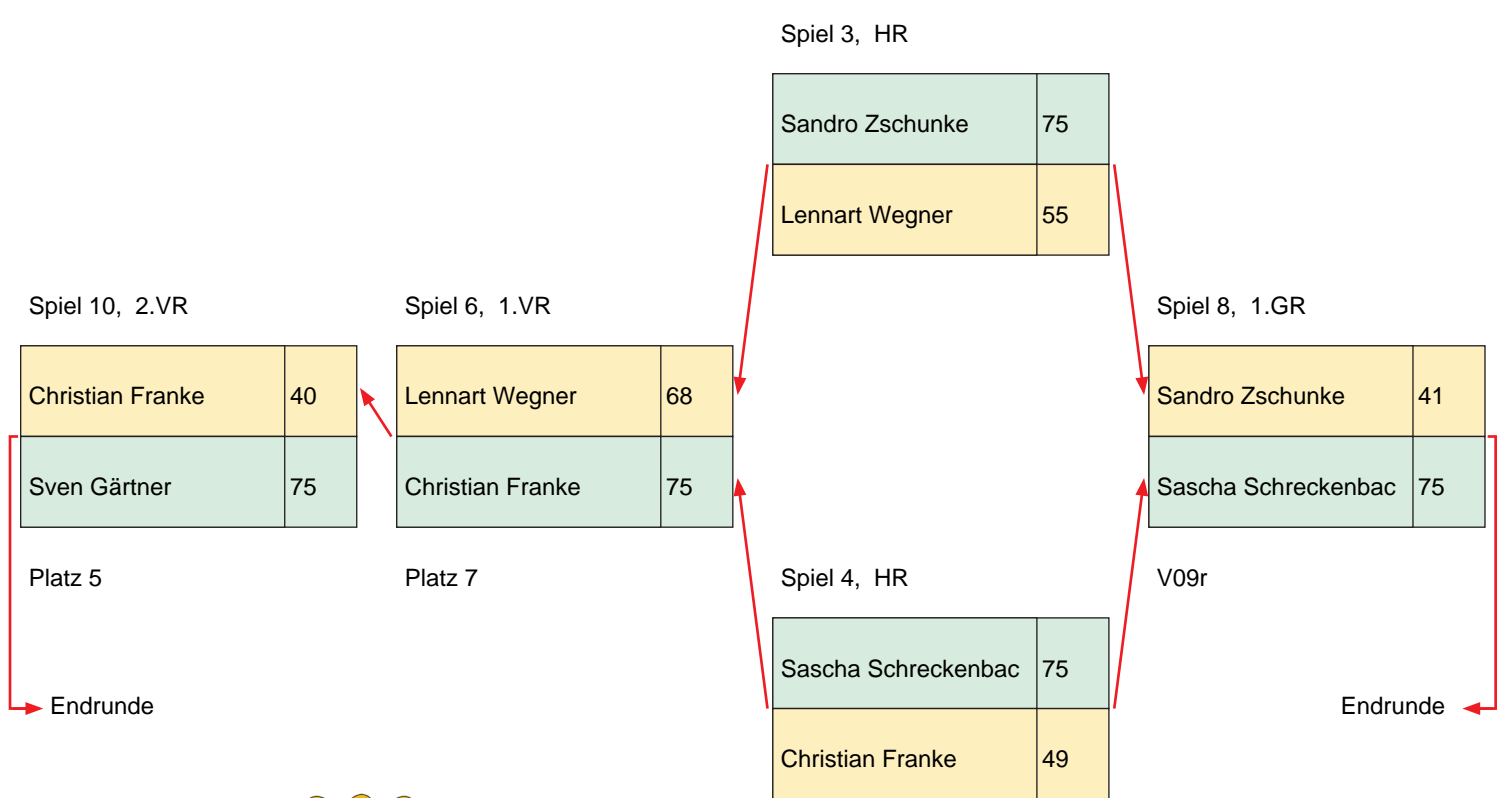 Spiel 3, HR
Sandro Zschunke 75
Lennart Wegner 55
Spiel 10, 2.VR
Christian Franke 40
Sven Gärtner 75
Platz 5
Endrunde
Spiel 6, 1.VR
Lennart Wegner 68
Christian Franke 75
Platz 7
Spiel 4, HR
Sascha Schreckenbac 75
Christian Franke 49
Spiel 8, 1.GR
Sandro Zschunke 41
Sascha Schreckenbac 75
V09r
Endrunde